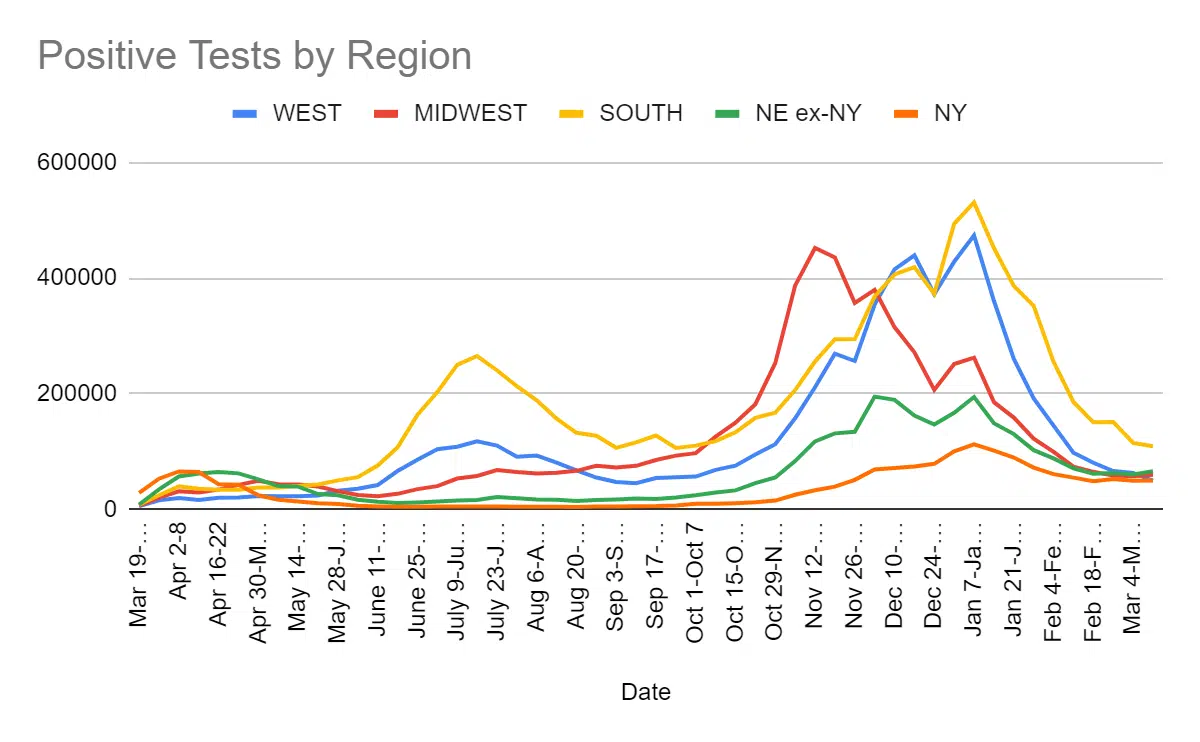 Positive Tests by Region
WEST MIDWEST SOUTH NE ex-NY NY
600000
400000
200000
0
Mar 19-…
Apr 2-8
Apr 16-22
Apr 30-M…
May 14-…
May 28-J…
June 11-…
June 25-…
July 9-Ju…
July 23-J…
Aug 6-A…
Aug 20-…
Sep 3-S…
Sep 17-…
Oct 1-Oct 7
Oct 15-O…
Oct 29-N…
Nov 12-…
Nov 26-…
Dec 10-…
Dec 24-…
Jan 7-Ja…
Jan 21-J…
Feb 4-Fe…
Feb 18-F…
Mar 4-M…
Date